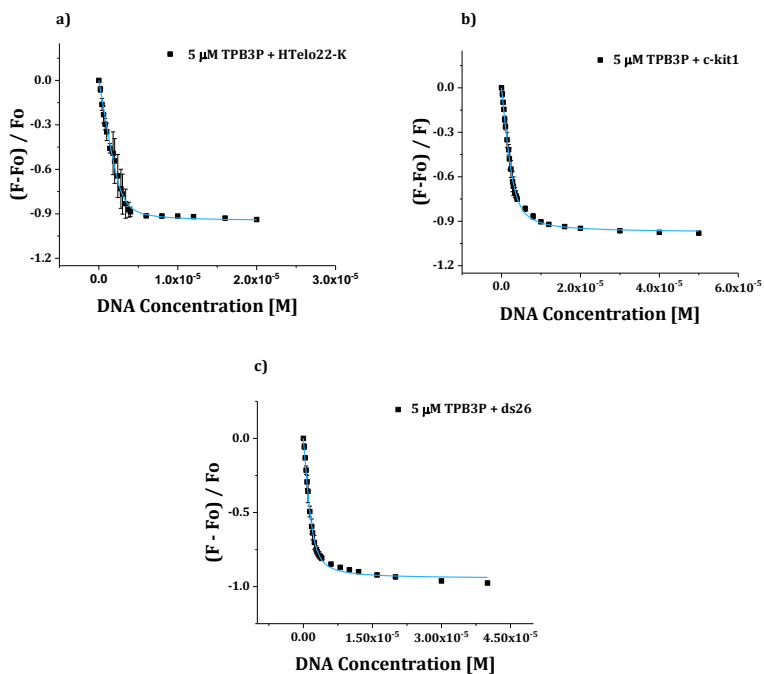 a)
5 μM TPB3P + HTelo22-K
0.0
-0.3
-0.6
-0.9
-1.2
(F-Fo) / Fo
0.0
1.0x10⁻⁵
2.0x10⁻⁵
3.0x10⁻⁵
DNA Concentration [M]
b)
5 μM TPB3P + c-kit1
0.0
-0.3
-0.6
-0.9
-1.2
(F-Fo) / F)
0.0
2.0x10⁻⁵
4.0x10⁻⁵
6.0x10⁻⁵
DNA Concentration [M]
c)
5 μM TPB3P + ds26
0.0
-0.5
-1.0
(F - Fo) / Fo
0.00
1.50x10⁻⁵
3.00x10⁻⁵
4.50x10⁻⁵
DNA Concentration [M]